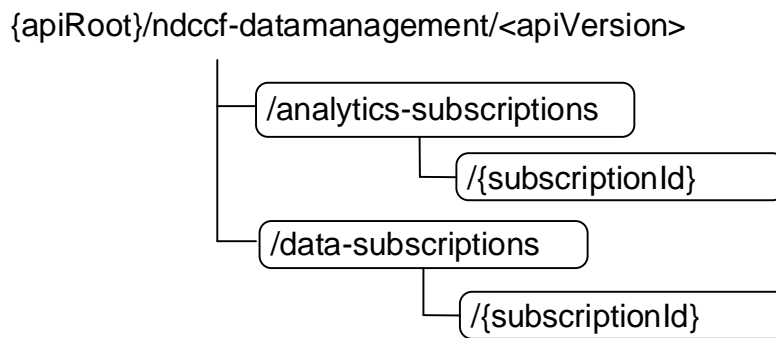 {apiRoot}/ndccf-datamanagement/<apiVersion>
/analytics-subscriptions
/{subscriptionId}
/data-subscriptions
/{subscriptionId}